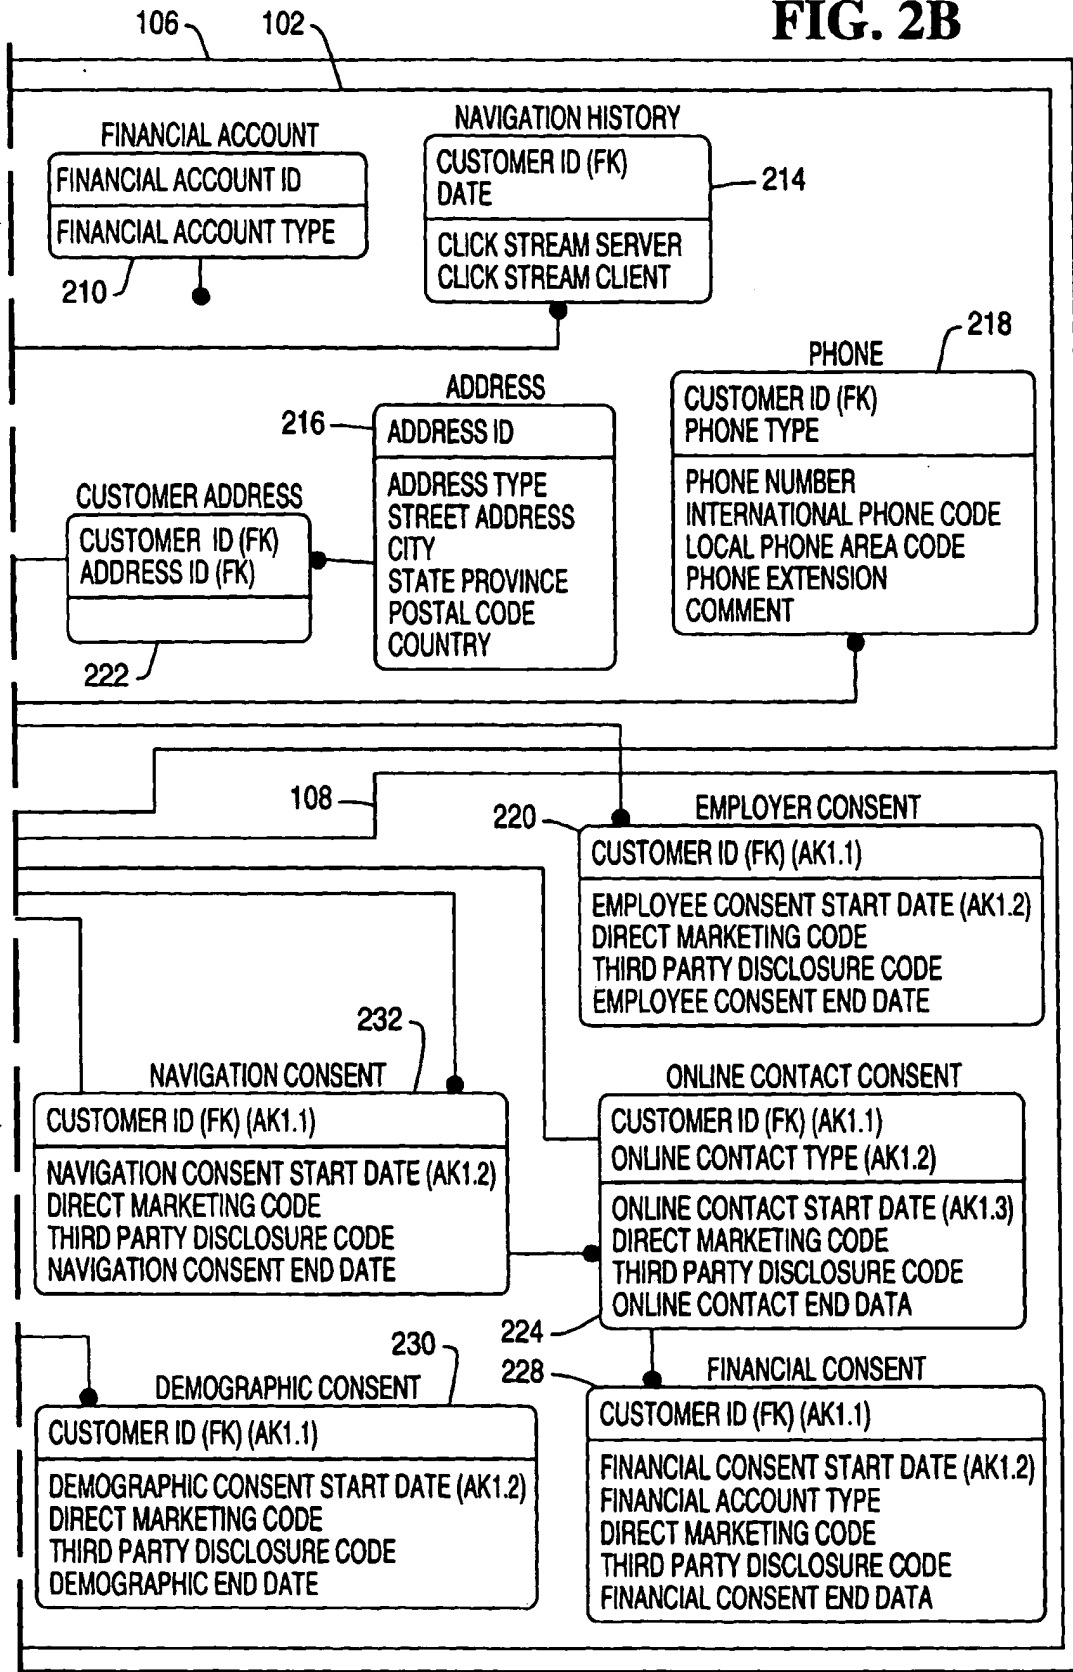 FIG. 2B
106
102
FINANCIAL ACCOUNT
FINANCIAL ACCOUNT ID
FINANCIAL ACCOUNT TYPE
210
NAVIGATION HISTORY
CUSTOMER ID (FK)
DATE
CLICK STREAM SERVER
CLICK STREAM CLIENT
214
218
PHONE
CUSTOMER ID (FK)
PHONE TYPE
PHONE NUMBER
INTERNATIONAL PHONE CODE
LOCAL PHONE AREA CODE
PHONE EXTENSION
COMMENT
ADDRESS
216
ADDRESS ID
ADDRESS TYPE
STREET ADDRESS
CITY
STATE PROVINCE
POSTAL CODE
COUNTRY
CUSTOMER ADDRESS
CUSTOMER ID (FK)
ADDRESS ID (FK)
222
108
220
EMPLOYER CONSENT
CUSTOMER ID (FK) (AK1.1)
EMPLOYEE CONSENT START DATE (AK1.2)
DIRECT MARKETING CODE
THIRD PARTY DISCLOSURE CODE
EMPLOYEE CONSENT END DATE
232
NAVIGATION CONSENT
CUSTOMER ID (FK) (AK1.1)
NAVIGATION CONSENT START DATE (AK1.2)
DIRECT MARKETING CODE
THIRD PARTY DISCLOSURE CODE
NAVIGATION CONSENT END DATE
ONLINE CONTACT CONSENT
CUSTOMER ID (FK) (AK1.1)
ONLINE CONTACT TYPE (AK1.2)
ONLINE CONTACT START DATE (AK1.3)
DIRECT MARKETING CODE
THIRD PARTY DISCLOSURE CODE
ONLINE CONTACT END DATA
224
230
DEMOGRAPHIC CONSENT
CUSTOMER ID (FK) (AK1.1)
DEMOGRAPHIC CONSENT START DATE (AK1.2)
DIRECT MARKETING CODE
THIRD PARTY DISCLOSURE CODE
DEMOGRAPHIC END DATE
228
FINANCIAL CONSENT
CUSTOMER ID (FK) (AK1.1)
FINANCIAL CONSENT START DATE (AK1.2)
FINANCIAL ACCOUNT TYPE
DIRECT MARKETING CODE
THIRD PARTY DISCLOSURE CODE
FINANCIAL CONSENT END DATA